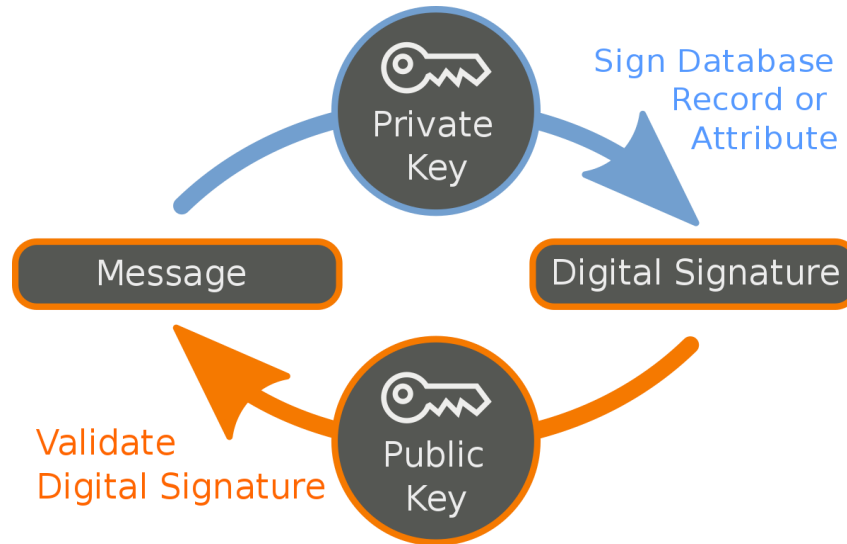 Sign Database
Record or
Attribute
Private
Key
Message
Digital Signature
Public
Key
Validate
Digital Signature